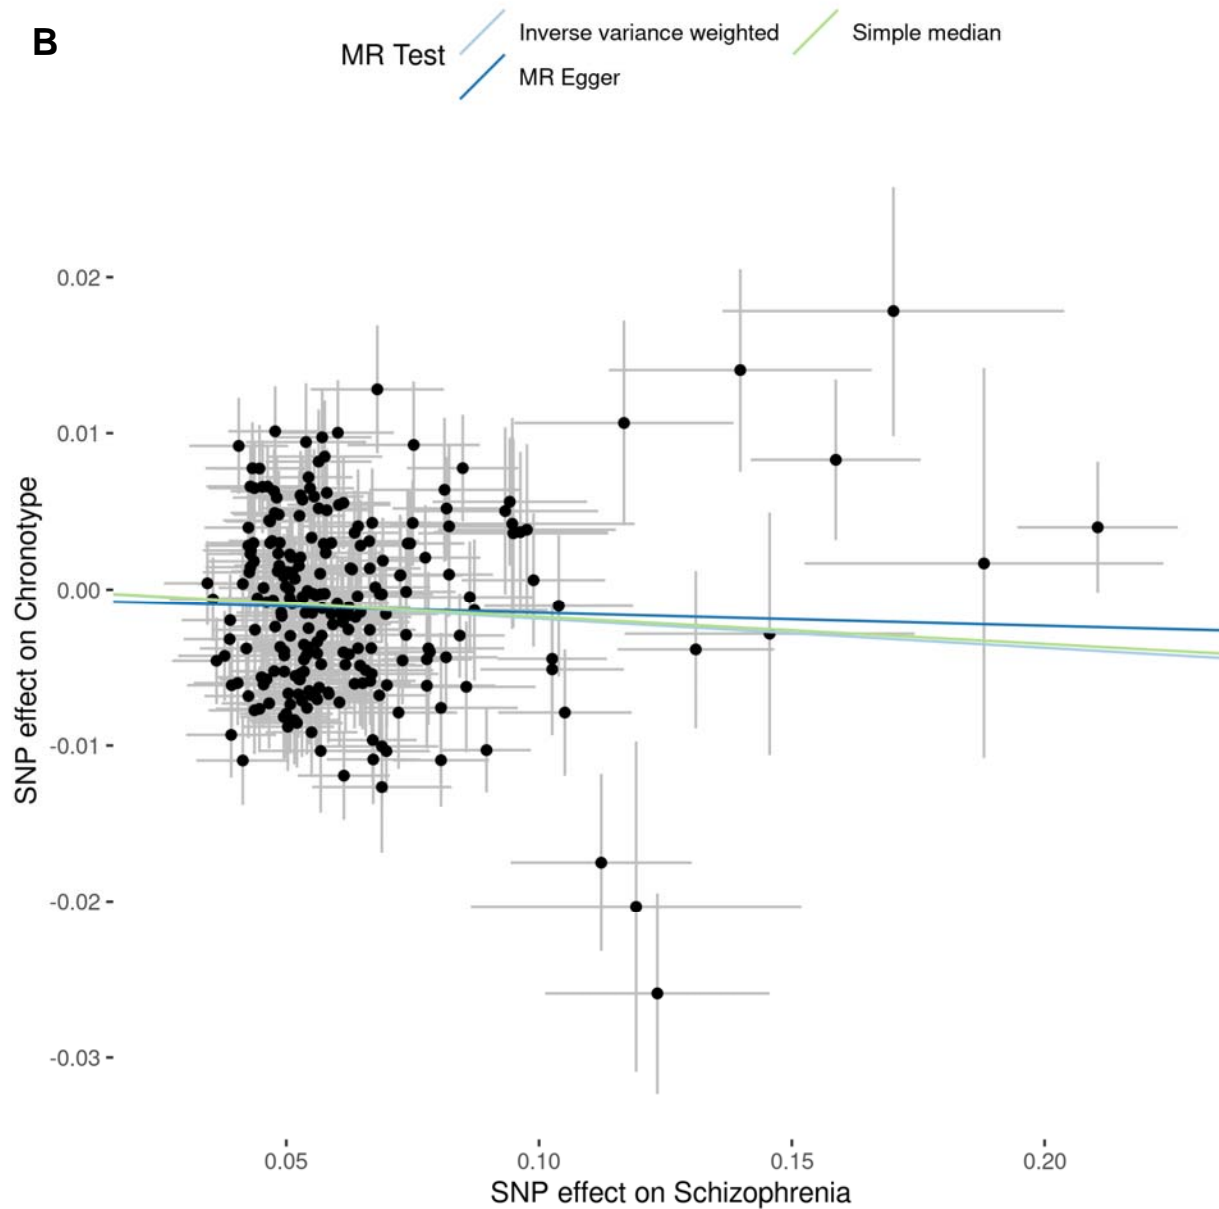 B
MR Test
Inverse variance weighted
Simple median
MR Egger
SNP effect on Chronotype
0.02
0.01
0.00
-0.01
-0.02
-0.03
0.05
0.10
0.15
0.20
SNP effect on Schizophrenia